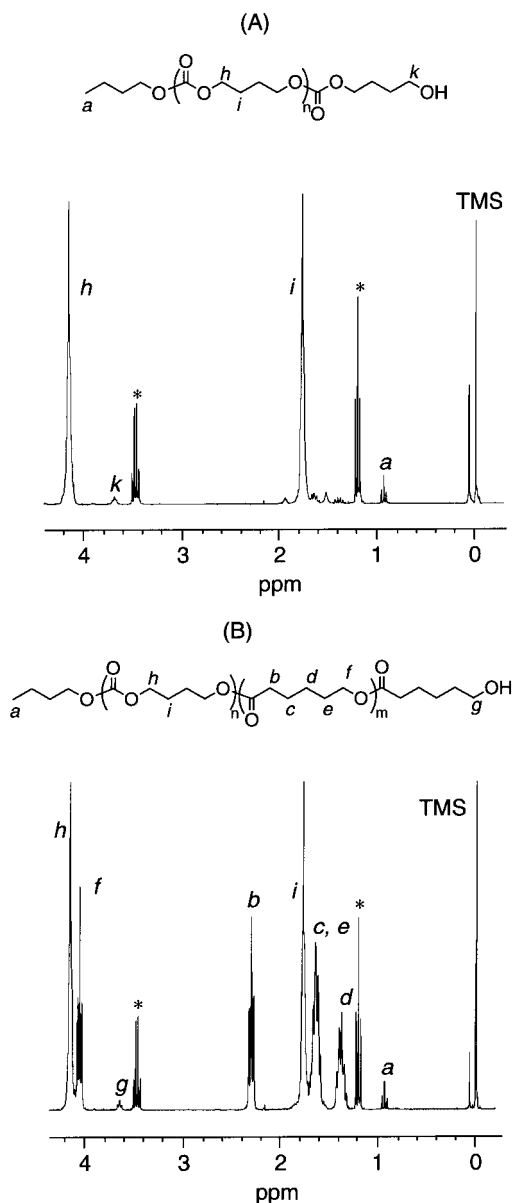 (A)
O
O O h i O n O O k OH
a
TMS
h i * * k a
4 3 2 1 0
ppm
(B)
O h b d f O
a O O i O n O c e O m g OH
TMS
h f b i c, e * d * g a
4 3 2 1 0
ppm